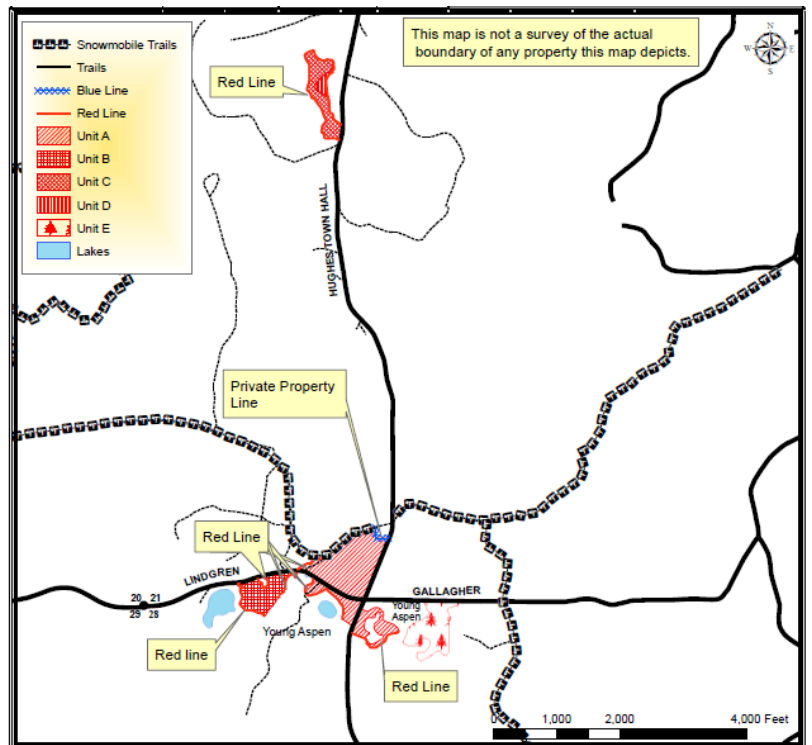 This map is not a survey of the actual
boundary of any property this map depicts.
N
W
E
S
Snowmobile Trails
Trails
Blue Line
Red Line
Unit A
Unit B
Unit C
Unit D
Unit E
Lakes
Red Line
HUGHES/TOWN HALL
Private Property
Line
Red Line
LINDGREN
GALLAGHER
20 21
29 28
Young
Aspen
Young Aspen
Red line
Red Line
0 1,000 2,000 4,000 Feet